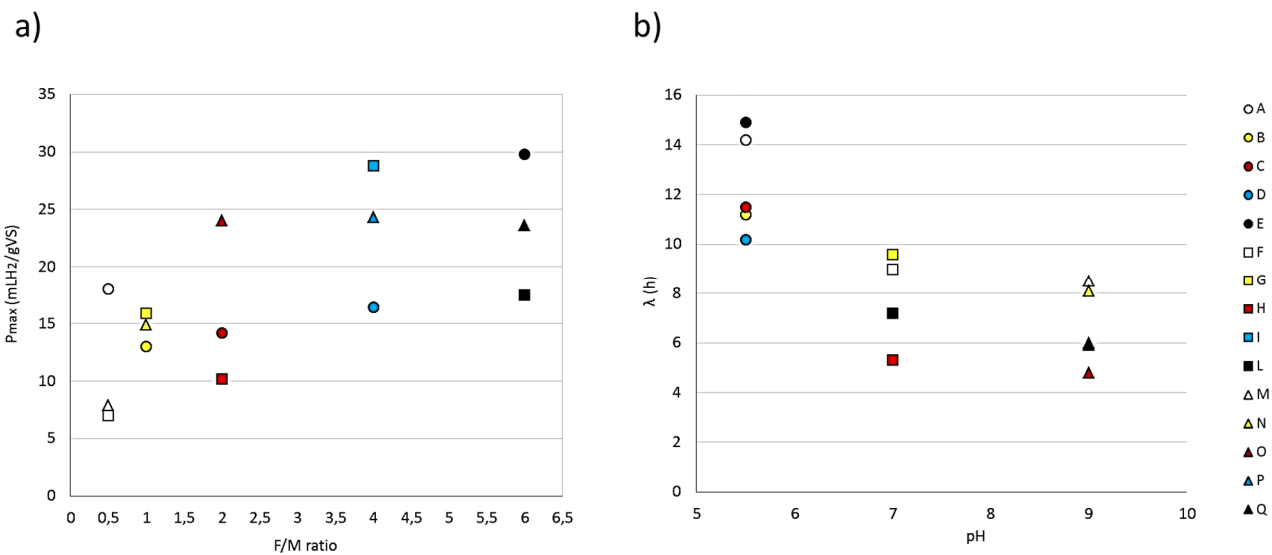 a)
35
30
25
20
15
10
5
0
Pmax (mLH2/gVS)
0 0,5 1 1,5 2 2,5 3 3,5 4 4,5 5 5,5 6 6,5
F/M ratio
b)
16
14
12
10
8
6
4
2
0
λ (h)
5 6 7 8 9 10
pH
A
B
C
D
E
F
G
H
I
L
M
N
O
P
Q